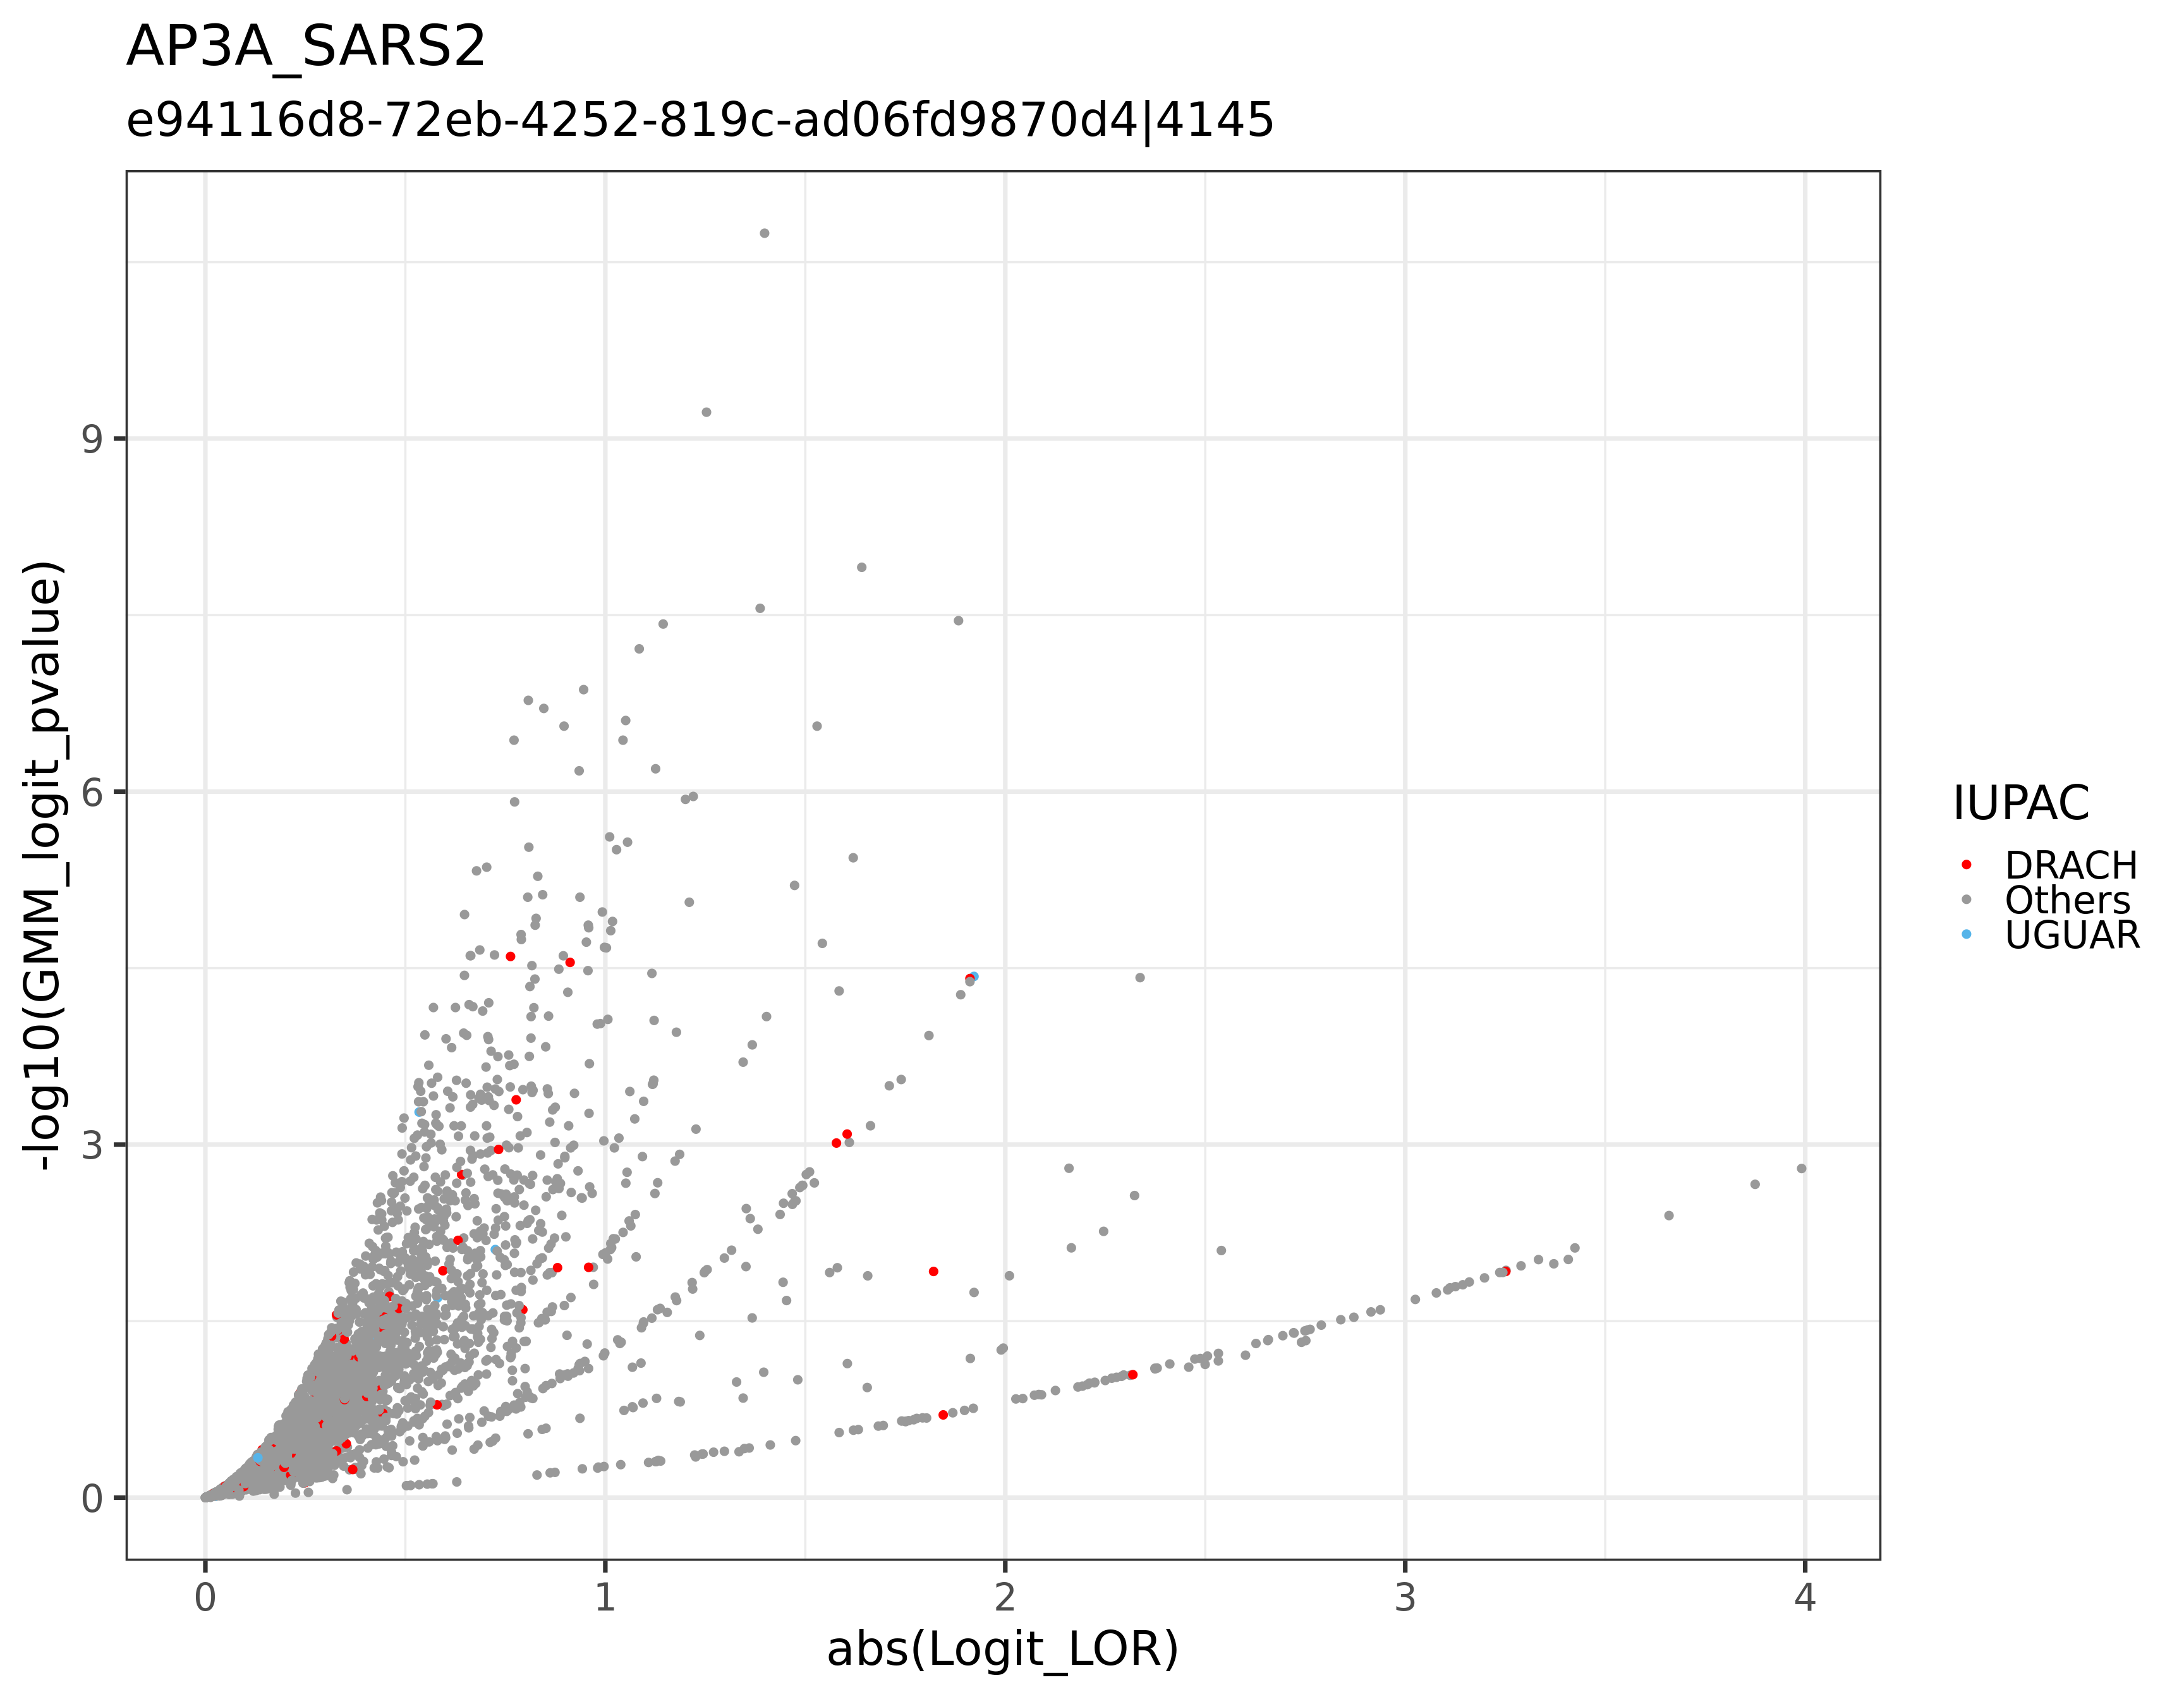 AP3A_SARS2
e94116d8-72eb-4252-819c-ad06fd9870d4|4145
-log10(GMM_logit_pvalue)
9
6
3
0
0 1 2 3 4
abs(Logit_LOR)
IUPAC
DRACH
Others
UGUAR